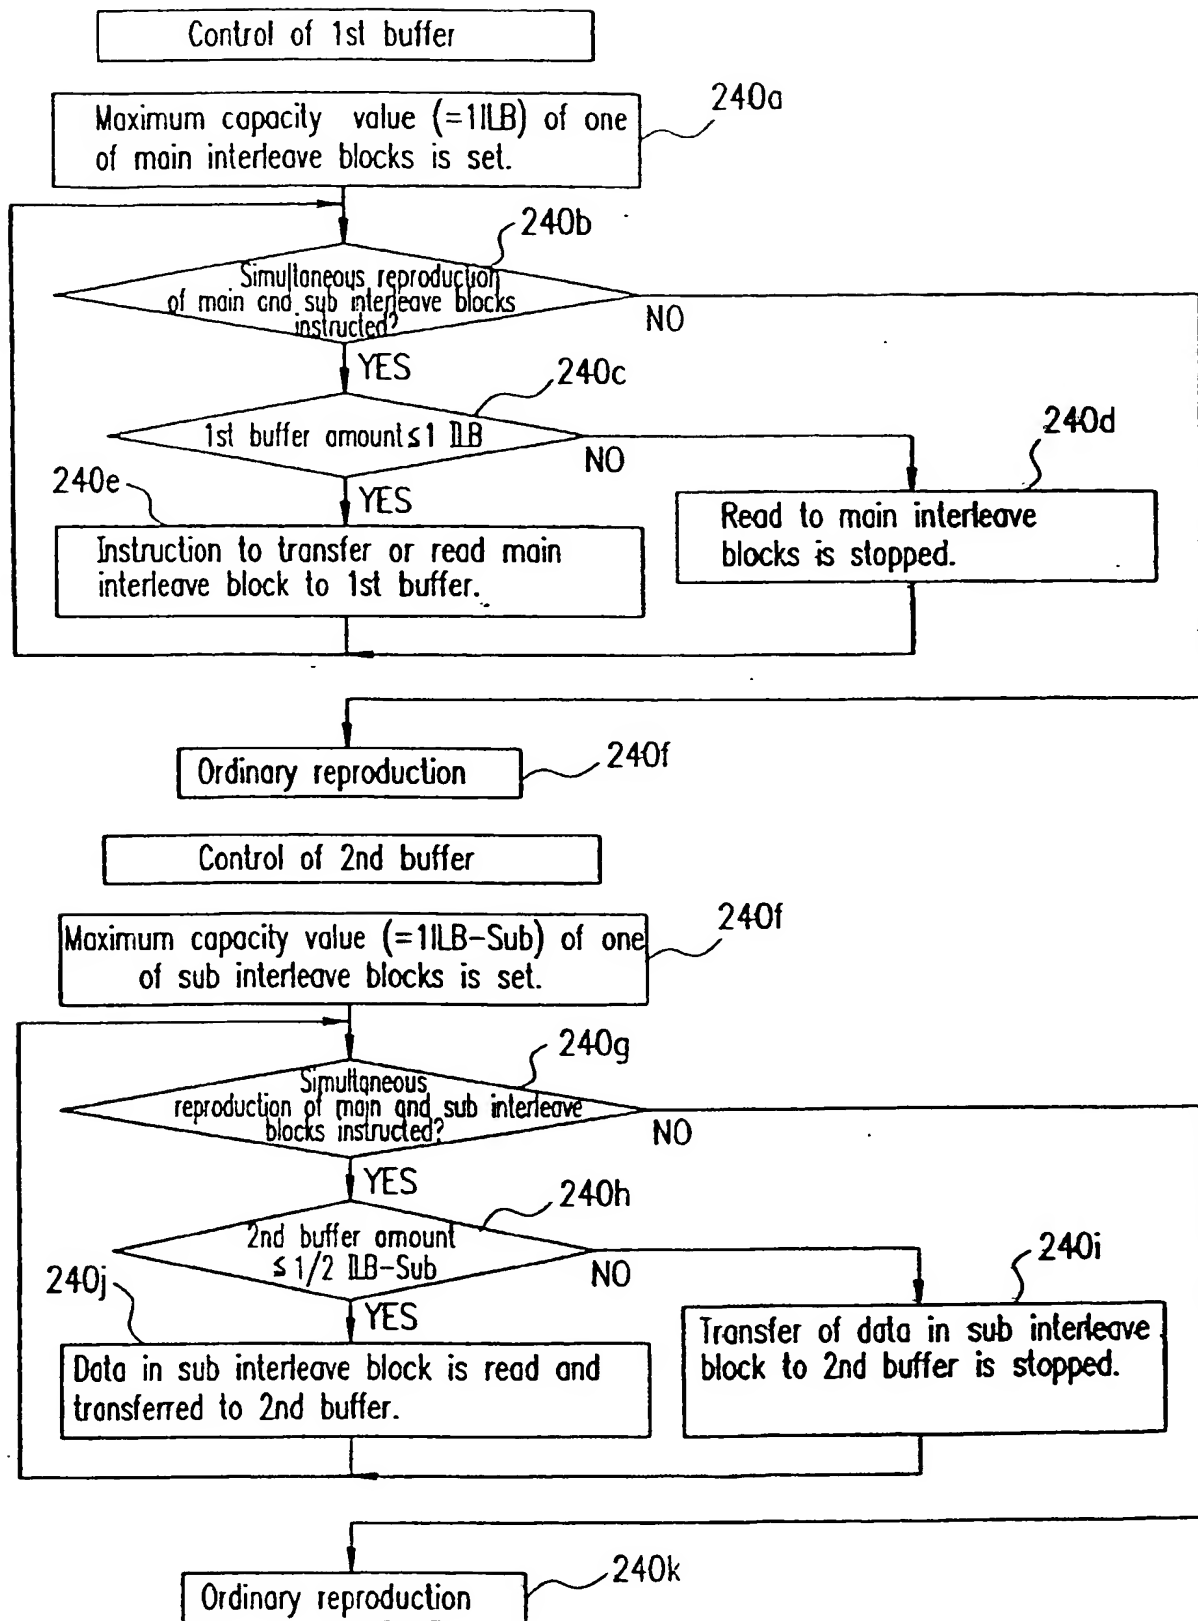 Control of 1st buffer
240a
Maximum capacity value (=1ILB) of one
of main interleave blocks is set.
240b
Simultaneous reproduction
of main and sub interleave blocks
instructed?
NO
YES
240c
1st buffer amount≤1 ILB
NO
240d
240e
YES
Instruction to transfer or read main
interleave block to 1st buffer.
Read to main interleave
blocks is stopped.
Ordinary reproduction
240f
Control of 2nd buffer
240f
Maximum capacity value (=1ILB-Sub) of one
of sub interleave blocks is set.
240g
Simultaneous
reproduction of main and sub interleave
blocks instructed?
NO
YES
240h
2nd buffer amount
≤1/2 ILB-Sub
NO
240i
240j
YES
Data in sub interleave block is read and
transferred to 2nd buffer.
Transfer of data in sub interleave
block to 2nd buffer is stopped.
240k
Ordinary reproduction